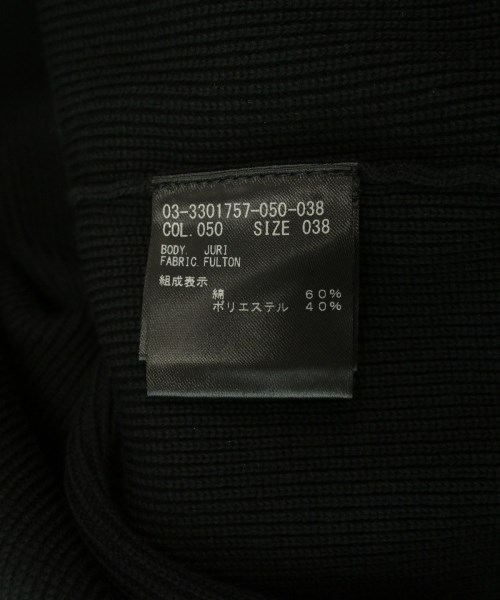 03-3301757-050-038
COL.050 SIZE 038
BODY. JURI
FABRIC.FULTON
組成表示
綿 60%
ポリエステル 40%